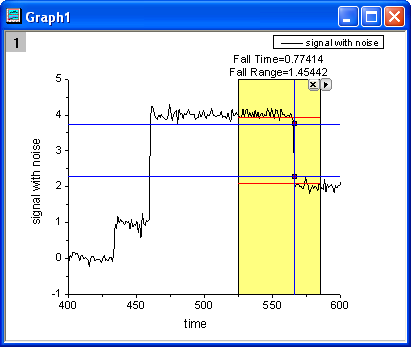 Graph1
1
signal with noise
Fall Time=0.77414
Fall Range=1.45442
5
4
3
2
1
0
-1
signal with noise
400
450
500
550
600
time